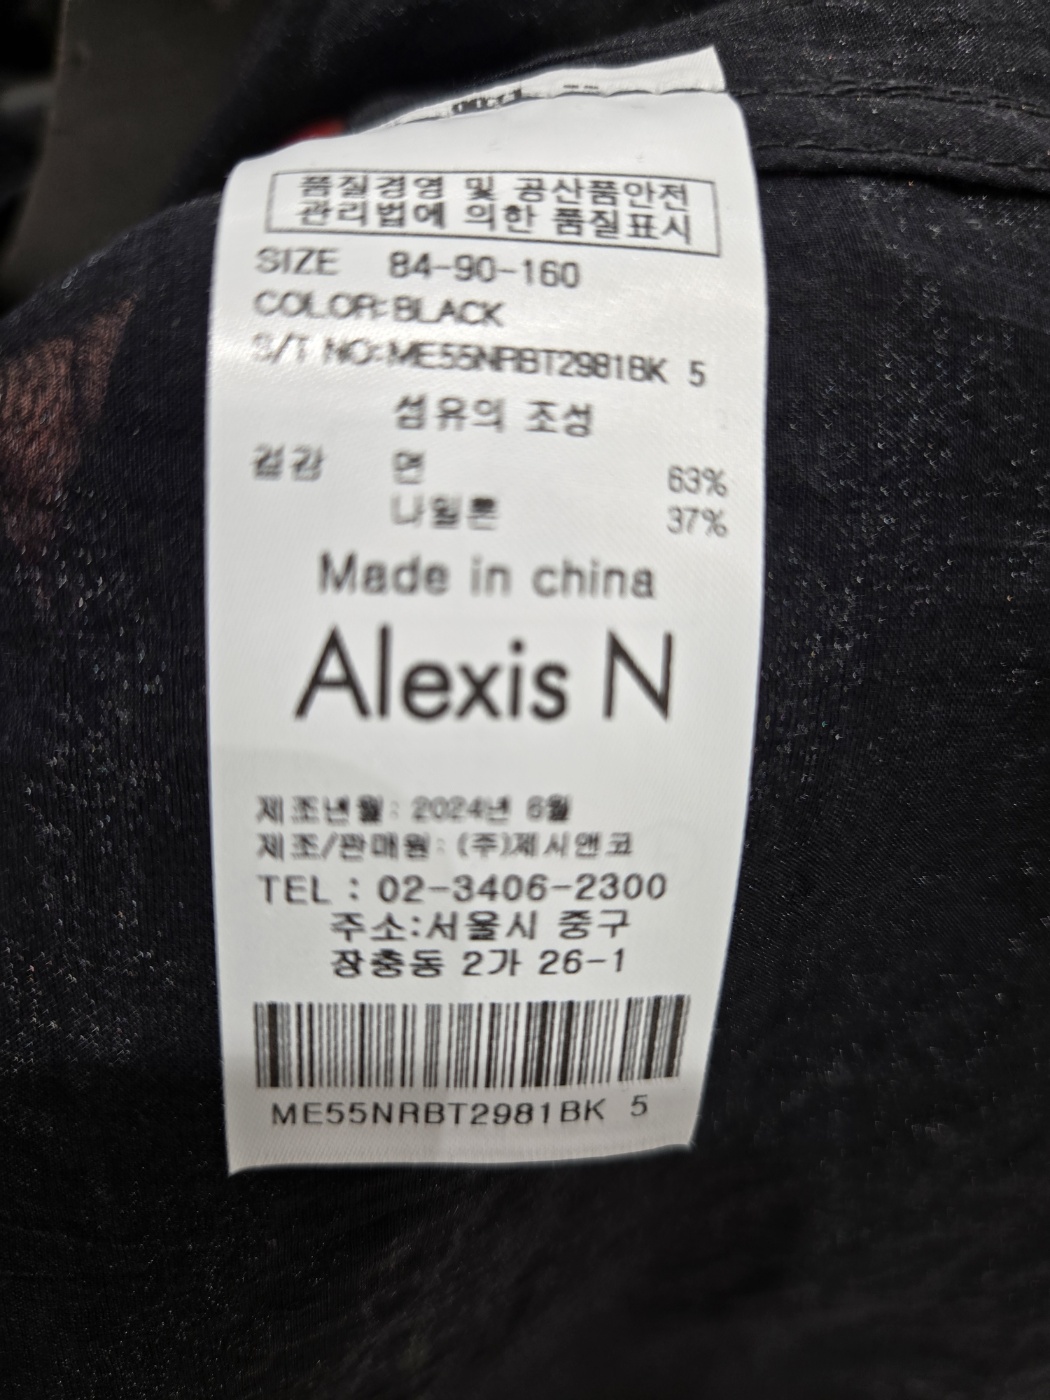 품질경영 및 공산품안전
관리법에 의한 품질표시
SIZE 84-90-160
COLOR:BLACK
S/T NO:ME55NRBT2981BK 5
섬유의 조성
겉감 면 63%
나일론 37%
Made in china
Alexis N
제조년월: 2024년 6월
제조/판매원: (주)제시앤코
TEL : 02-3406-2300
주소:서울시 중구
장충동 2가 26-1
ME55NRBT2981BK 5